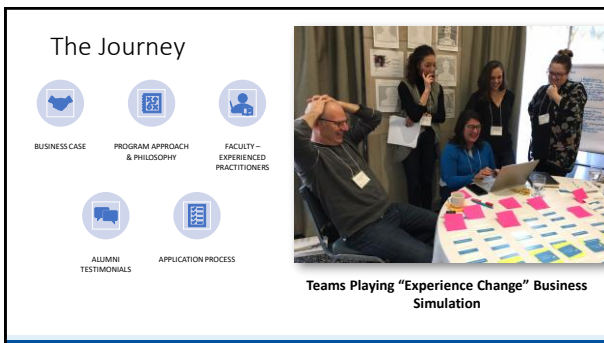 The Journey
BUSINESS CASE
PROGRAM APPROACH
& PHILOSOPHY
FACULTY –
EXPERIENCED
PRACTITIONERS
ALUMNI
TESTIMONIALS
APPLICATION PROCESS
Teams Playing “Experience Change” Business
Simulation